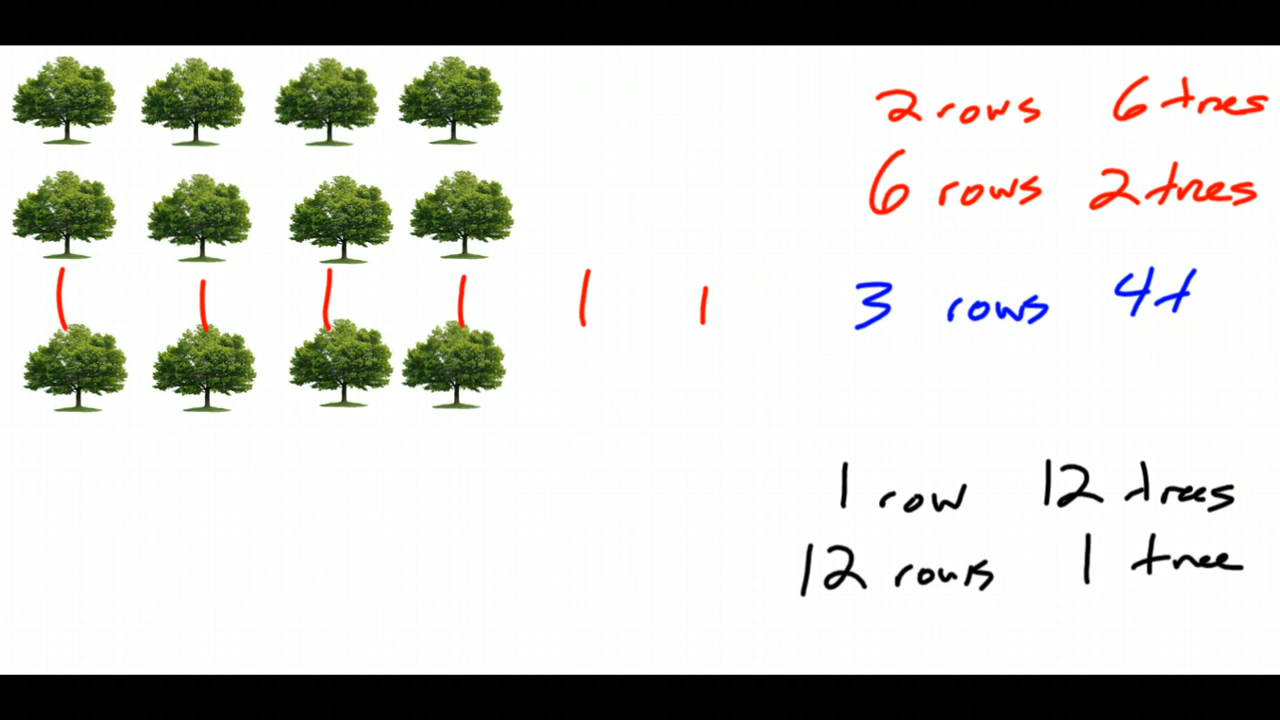 2 rows 6 trees
6 rows 2 trees
3 rows 4t
1 row 12 trees
12 rows 1 tree